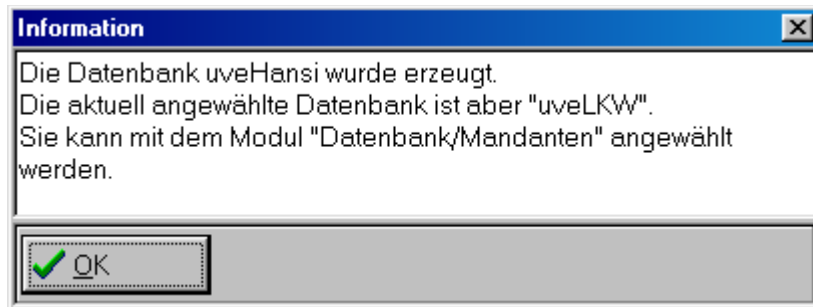 Information
Die Datenbank uveHansi wurde erzeugt.
Die aktuell angewählte Datenbank ist aber "uveLKW".
Sie kann mit dem Modul "Datenbank/Mandanten" angewählt
werden.
OK